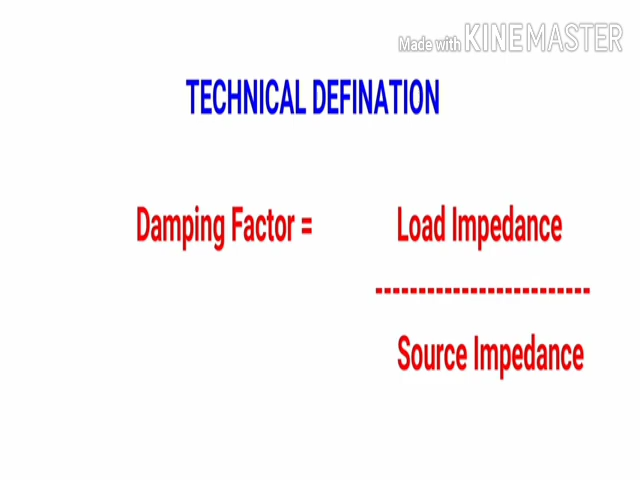 Made with KINEMASTER
TECHNICAL DEFINATION
Damping Factor = Load Impedance
-------------------------
Source Impedance